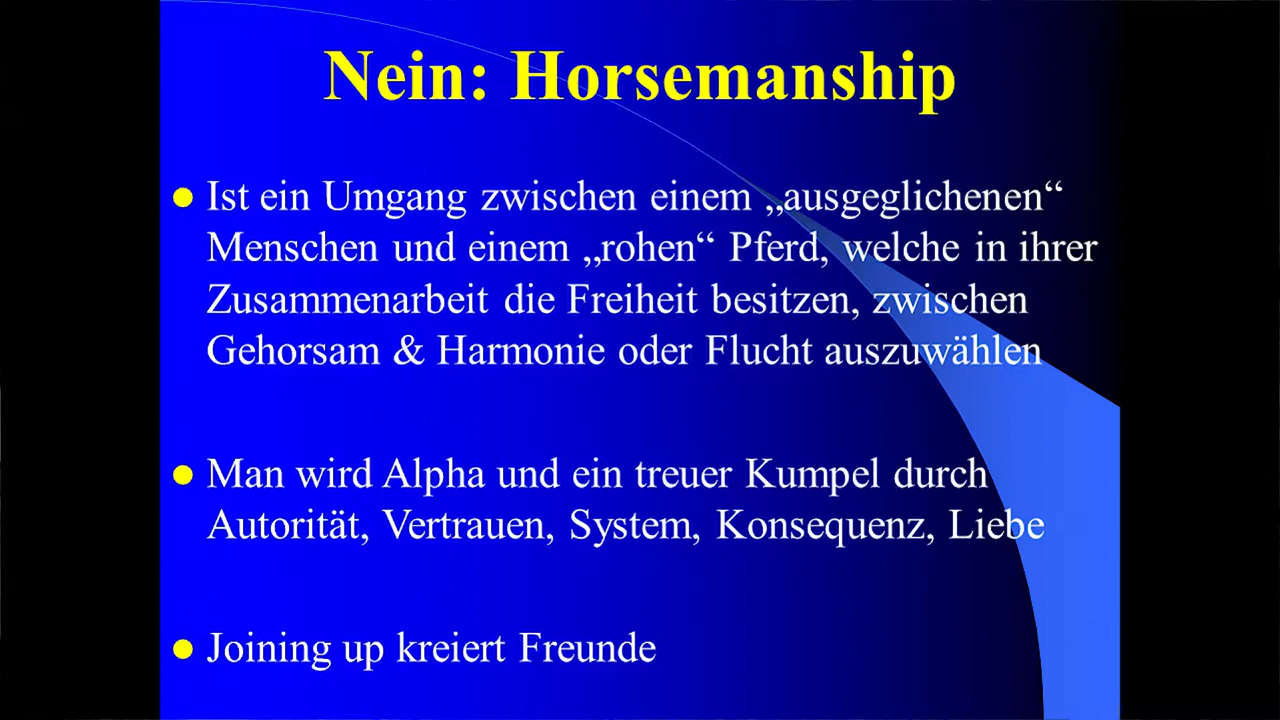 Nein: Horsemanship
Ist ein Umgang zwischen einem „ausgeglichenen“
Menschen und einem „rohen“ Pferd, welche in ihrer
Zusammenarbeit die Freiheit besitzen, zwischen
Gehorsam & Harmonie oder Flucht auszuwählen
Man wird Alpha und ein treuer Kumpel durch
Autorität, Vertrauen, System, Konsequenz, Liebe
Joining up kreiert Freunde